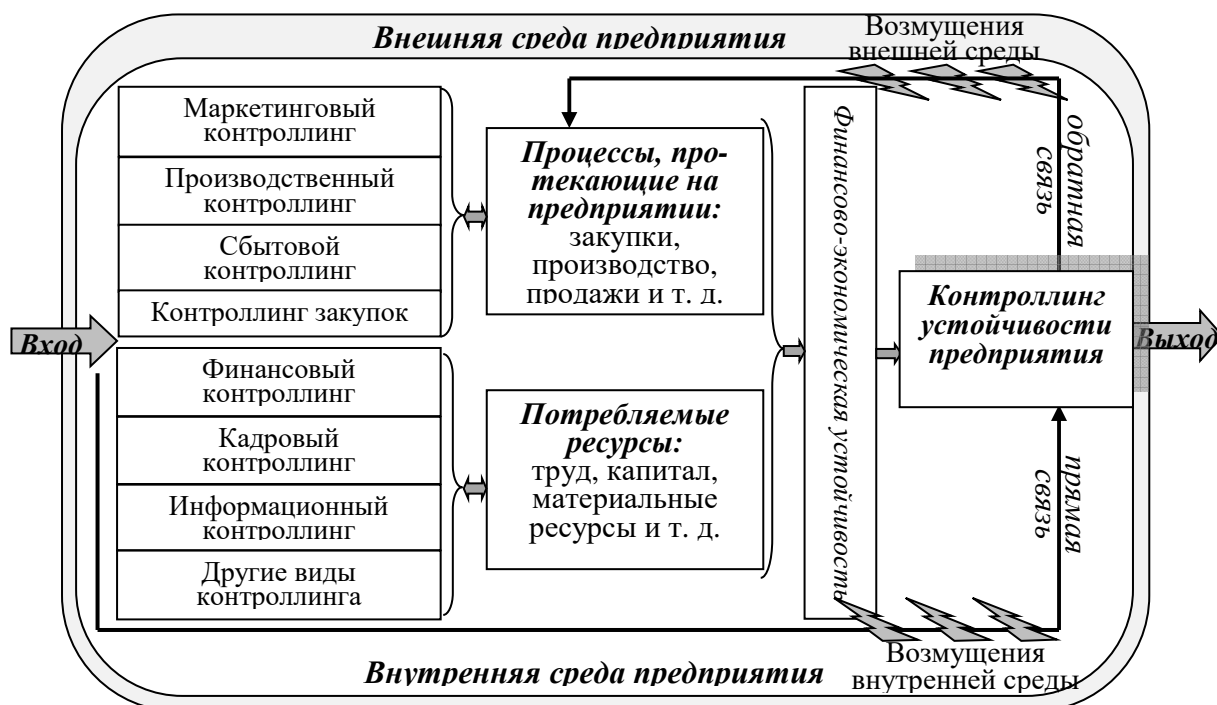 Внешняя среда предприятия
Возмущения
внешней среды
Маркетинговый
контроллинг
Производственный
контроллинг
Сбытовой
контроллинг
Контроллинг закупок
Вход
Финансовый
контроллинг
Кадровый
контроллинг
Информационный
контроллинг
Другие виды
контроллинга
Процессы, про-
текающие на
предприятии:
закупки,
производство,
продажи и т. д.
Потребляемые
ресурсы:
труд, капитал,
материальные
ресурсы и т. д.
Финансово-экономическая устойчивость
обратная
связь
Контроллинг
устойчивости
предприятия
Выход
прямая
связь
Возмущения
внутренней среды
Внутренняя среда предприятия